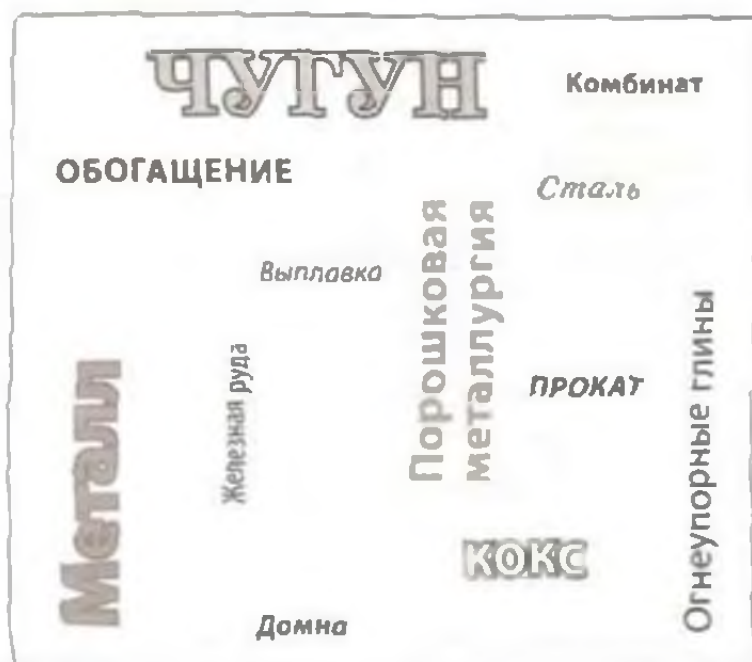 ЧУГУН
Комбинат
ОБОГАЩЕНИЕ
Сталь
Порошковая
металлургия
Выплавка
Огнеупорные глины
Железная руда
Металл
ПРОКАТ
КОКС
Домна